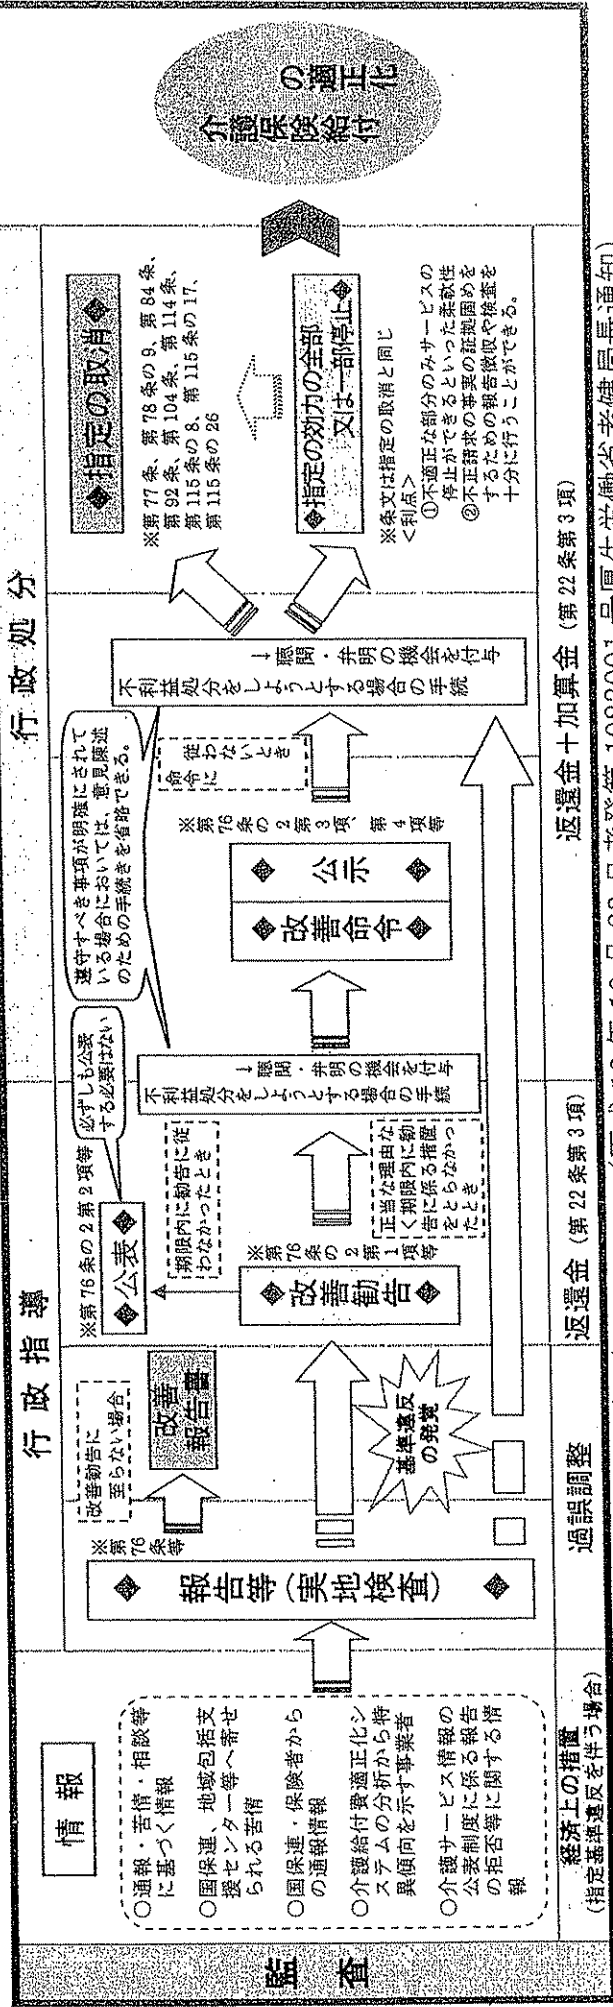 監査
情報
○通報・苦情・相談等
に基づく情報
○国保連、地域包括支
援センター等へ寄せ
られる苦情
○国保連・保険者から
の通報情報
○介護給付費適正化シ
ステムの分析から特
異傾向を示す事業者
○介護サービス情報の
公表制度に係る報告
の拒否等に関する情
報
経済上の措置
(指定基準違反を伴う場合)
行政指導
※第76条等
◆報告等(実地検査)◆
改善勧告に
至らない場合
改善
報告書
基準違反
の発覚
過誤調整
※第76条の2第2項等
◆公表◆
必ずしも公表
する必要はない
期限内に勧告に従
わなかったとき
※第76条の2第1項等
◆改善勧告◆
正当な理由な
く期限内に勧
告に係る措置
をとらなかっ
たとき
返還金 (第22条第3項)
不利益処分をしようとする場合の手続
↓聴聞・弁明の機会を付与
行政処分
遵守すべき事項が明確にされて
いる場合においては、意見陳述
のための手続きを省略できる。
※第76条の2第3項、第4項等
◆改善命令◆
◆公示◆
命令に
従わないとき
不利益処分をしようとする場合の手続
↓聴聞・弁明の機会を付与
◆指定の取消◆
※第77条、第78条の9、第84条、
第92条、第104条、第114条、
第115条の8、第115条の17、
第115条の26
◆指定の効力の全部
又は一部停止◆
※条文は指定の取消と同じ
<利点>
①不適正な部分のみサービスの
停止ができるといった柔軟性
②不正請求の事実の証拠固めを
するための報告徴収や検査を
十分に行うことができる。
返還金+加算金 (第22条第3項)
介護保険給付
の適正化